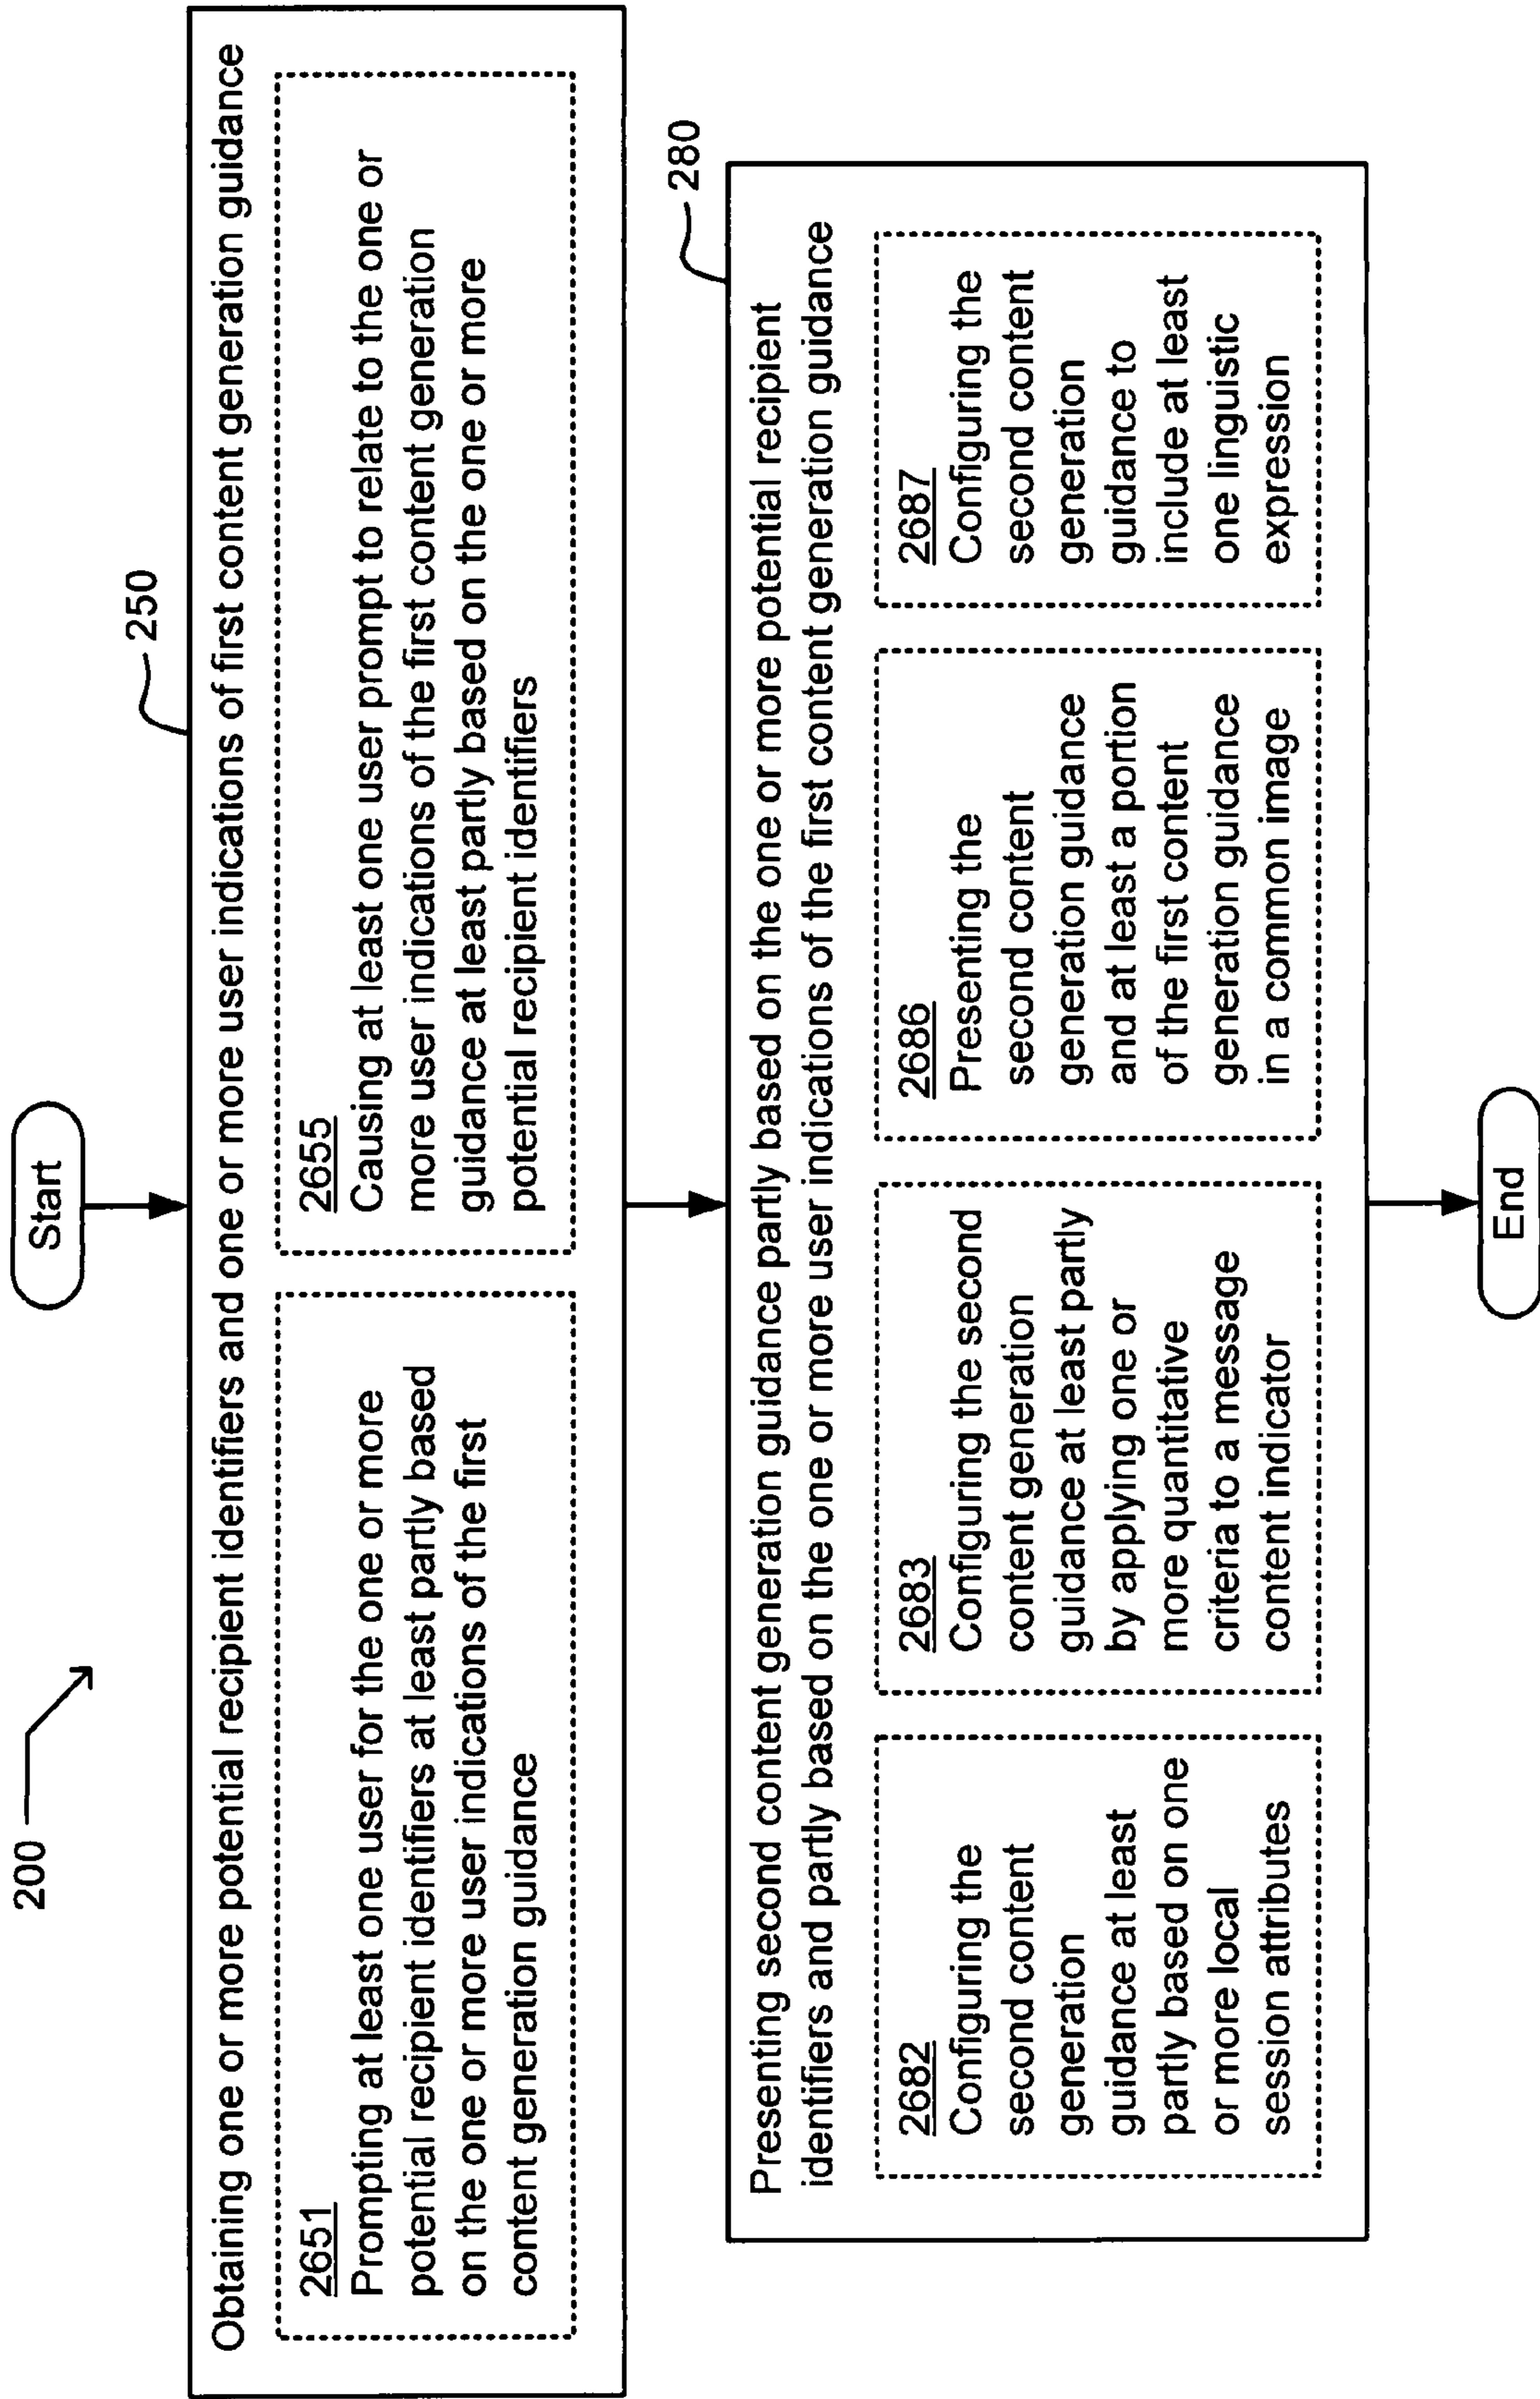 200
Start
250
Obtaining one or more potential recipient identifiers and one or more user indications of first content generation guidance
2651
Prompting at least one user for the one or more
potential recipient identifiers at least partly based
on the one or more user indications of the first
content generation guidance
2655
Causing at least one user prompt to relate to the one or
more user indications of the first content generation
guidance at least partly based on the one or more
potential recipient identifiers
280
Presenting second content generation guidance partly based on the one or more potential recipient
identifiers and partly based on the one or more user indications of the first content generation guidance
2682
Configuring the
second content
generation
guidance at least
partly based on one
or more local
session attributes
2683
Configuring the second
content generation
guidance at least partly
by applying one or
more quantitative
criteria to a message
content indicator
2686
Presenting the
second content
generation guidance
and at least a portion
of the first content
generation guidance
in a common image
2687
Configuring the
second content
generation
guidance to
include at least
one linguistic
expression
End